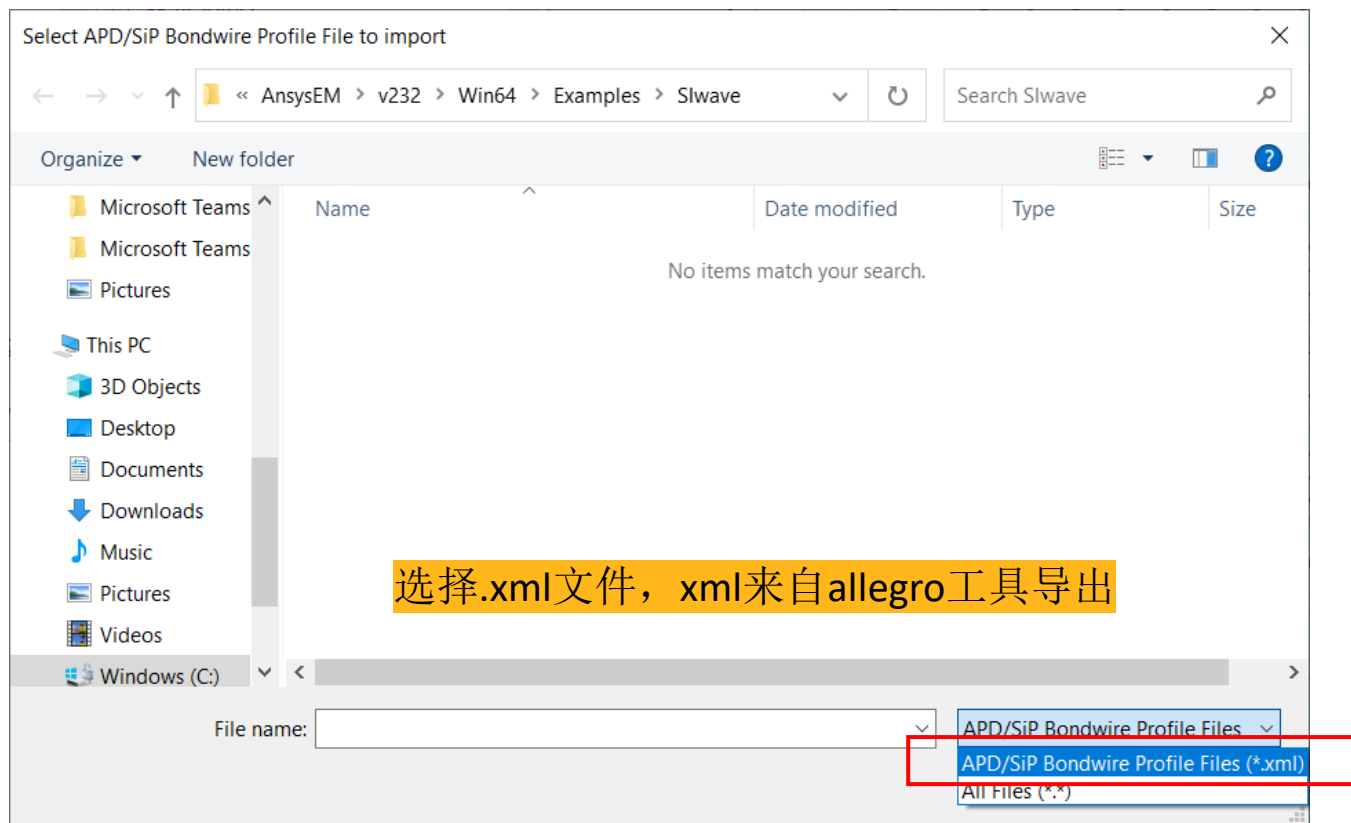 Select APD/SiP Bondwire Profile File to import
« AnsysEM > v232 > Win64 > Examples > SIwave
Search SIwave
Organize
New folder
Microsoft Teams
Microsoft Teams
Pictures
This PC
3D Objects
Desktop
Documents
Downloads
Music
Pictures
Videos
Windows (C:)
Name
Date modified
Type
Size
No items match your search.
选择.xml文件，xml来自allegro工具导出
File name:
APD/SiP Bondwire Profile Files
APD/SiP Bondwire Profile Files (*.xml)
All Files (*.*)